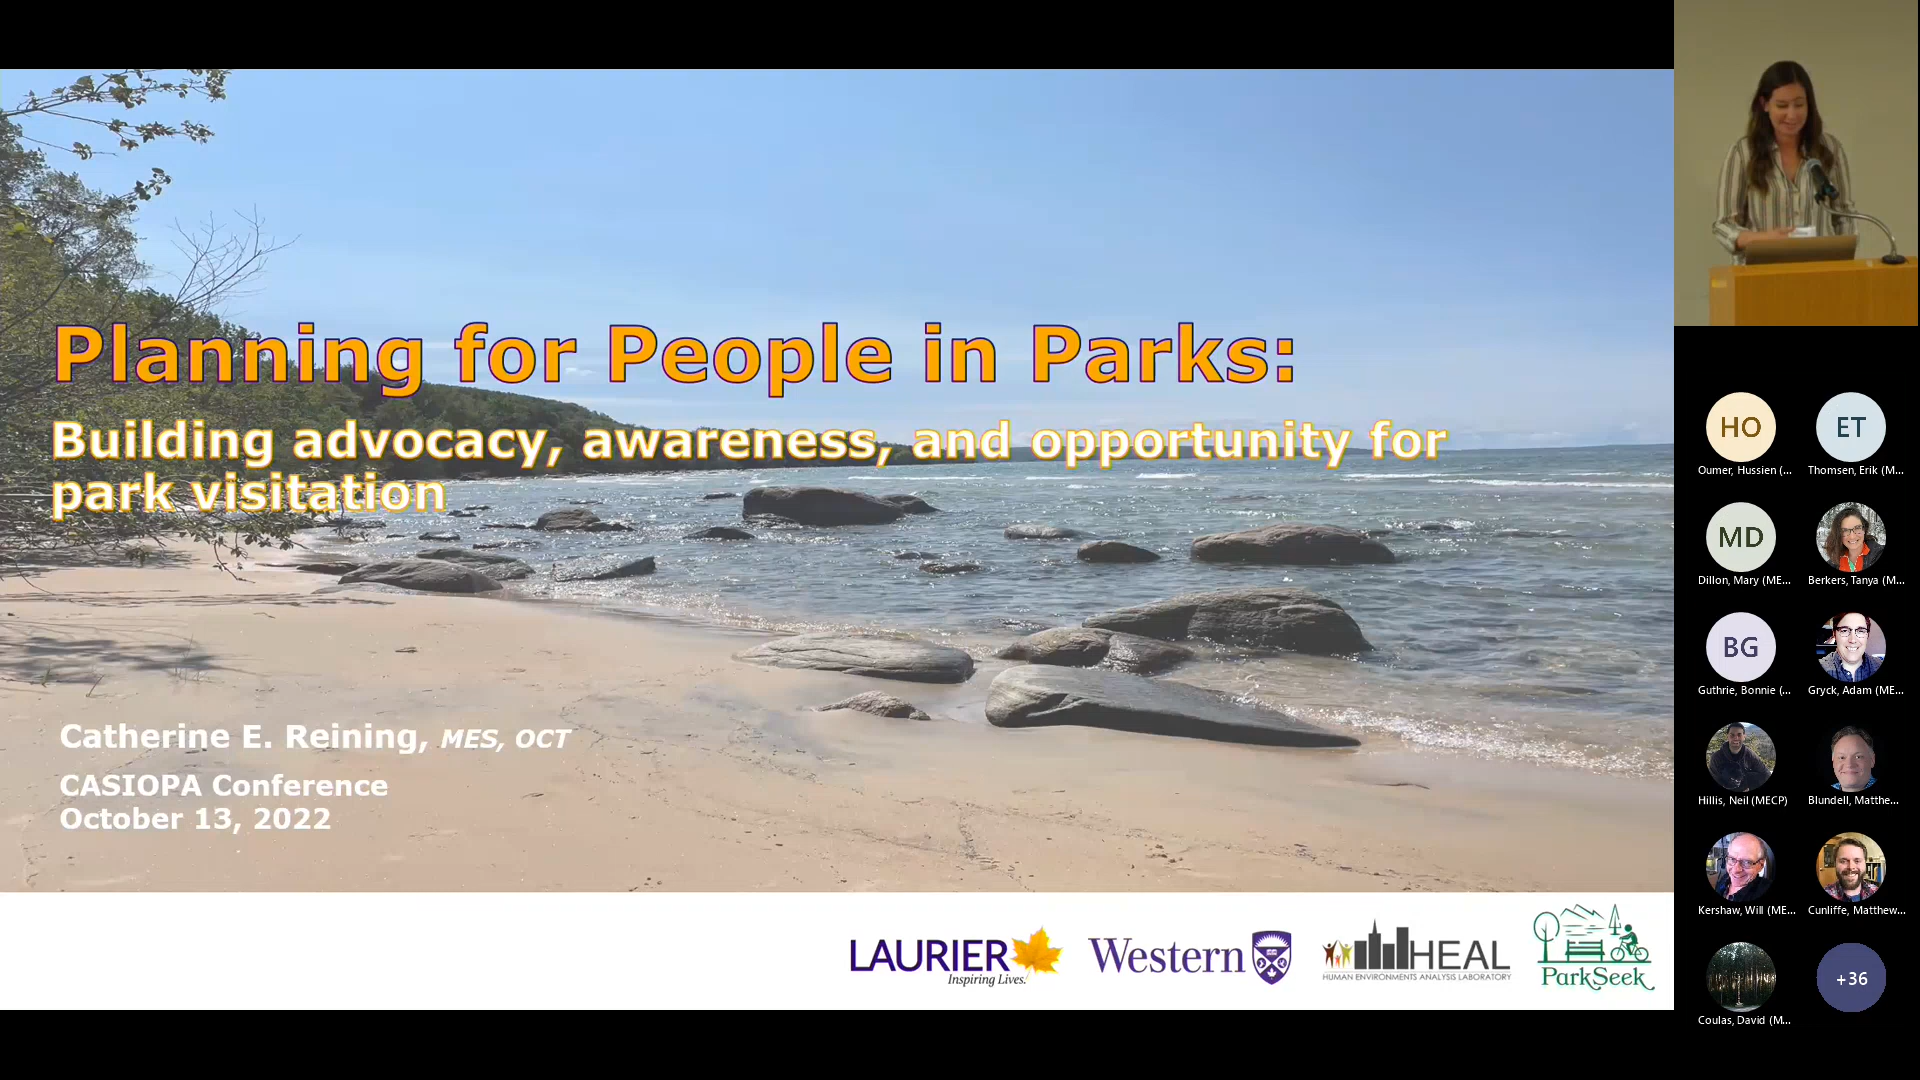 Planning for People in Parks:
Building advocacy, awareness, and opportunity for
park visitation
Catherine E. Reining, MES, OCT
CASIOPA Conference
October 13, 2022
LAURIER
Inspiring Lives.
Western
HEAL
HUMAN ENVIRONMENTS ANALYSIS LABORATORY
ParkSeek
HO
ET
Oumer, Hussien (...
Thomsen, Erik (M...
MD
Dillon, Mary (ME...
Berkers, Tanya (M...
BG
Guthrie, Bonnie (...
Gryck, Adam (ME...
Hillis, Neil (MECP)
Blundell, Matthe...
Kershaw, Will (ME...
Cunliffe, Matthew...
+36
Coulas, David (M...